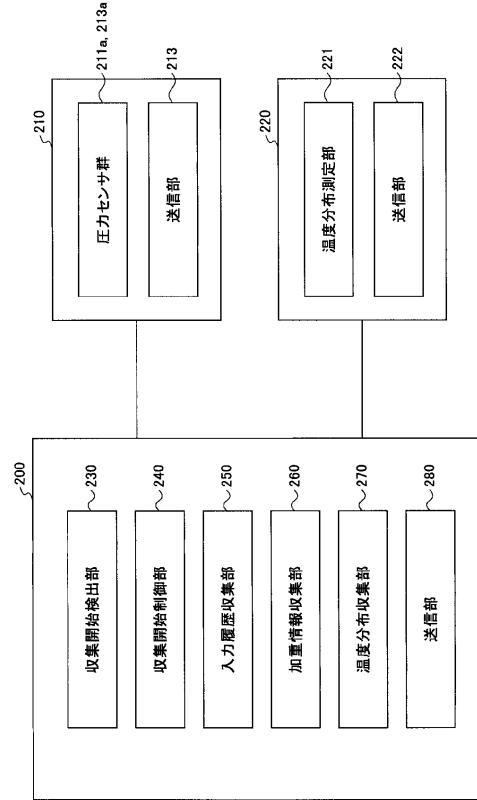 200
収集開始検出部
230
収集開始制御部
240
入力履歴収集部
250
加重情報収集部
260
温度分布収集部
270
送信部
280
210
圧力センサ群
211a, 213a
送信部
213
220
温度分布測定部
221
送信部
222